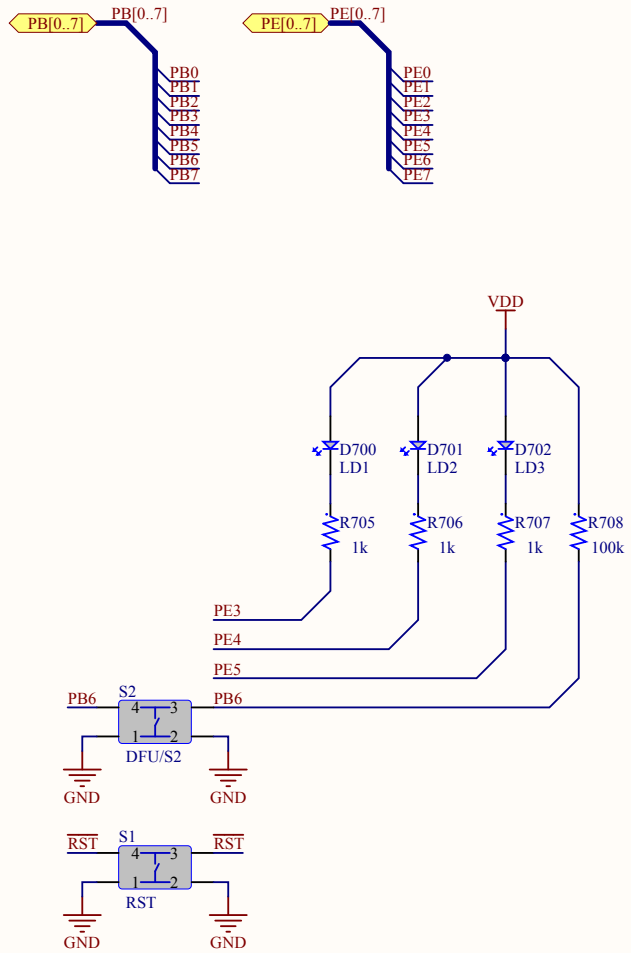 PB[0..7] PB[0..7] PE[0..7] PE[0..7]
PB0 PE0
PB1 PE1
PB2 PE2
PB3 PE3
PB4 PE4
PB5 PE5
PB6 PE6
PB7 PE7
VDD
D700 D701 D702
LD1 LD2 LD3
R705 R706 R707 R708
1k 1k 1k 100k
PE3
PE4
PE5
S2
PB6 4 3 PB6
1 2
DFU/S2
GND GND
S1
RST 4 3 RST
1 2
RST
GND GND